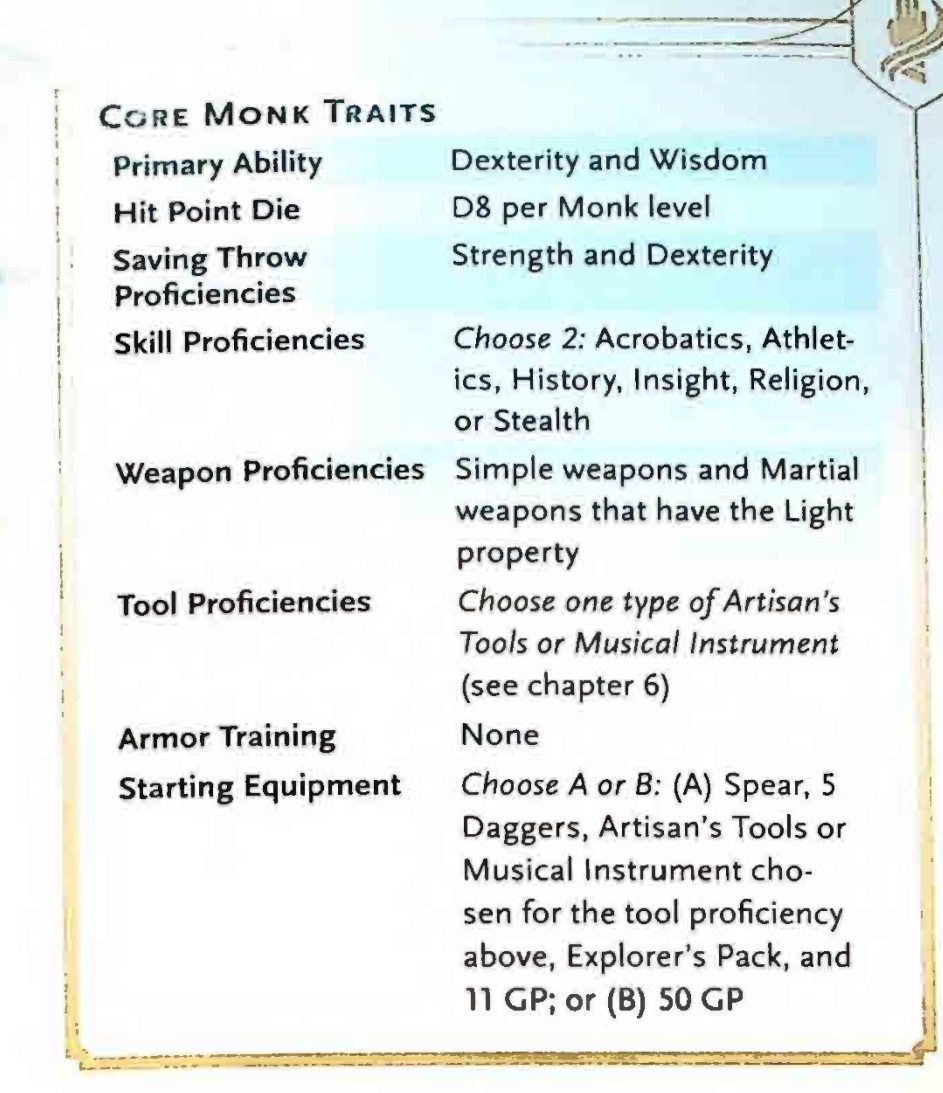 CORE MONK TRAITS
Primary Ability Dexterity and Wisdom
Hit Point Die D8 per Monk level
Saving Throw Strength and Dexterity
Proficiencies
Skill Proficiencies Choose 2: Acrobatics, Athlet-
ics, History, Insight, Religion,
or Stealth
Weapon Proficiencies Simple weapons and Martial
weapons that have the Light
property
Tool Proficiencies Choose one type of Artisan's
Tools or Musical Instrument
(see chapter 6)
Armor Training None
Starting Equipment Choose A or B: (A) Spear, 5
Daggers, Artisan's Tools or
Musical Instrument cho-
sen for the tool proficiency
above, Explorer's Pack, and
11 GP; or (B) 50 GP